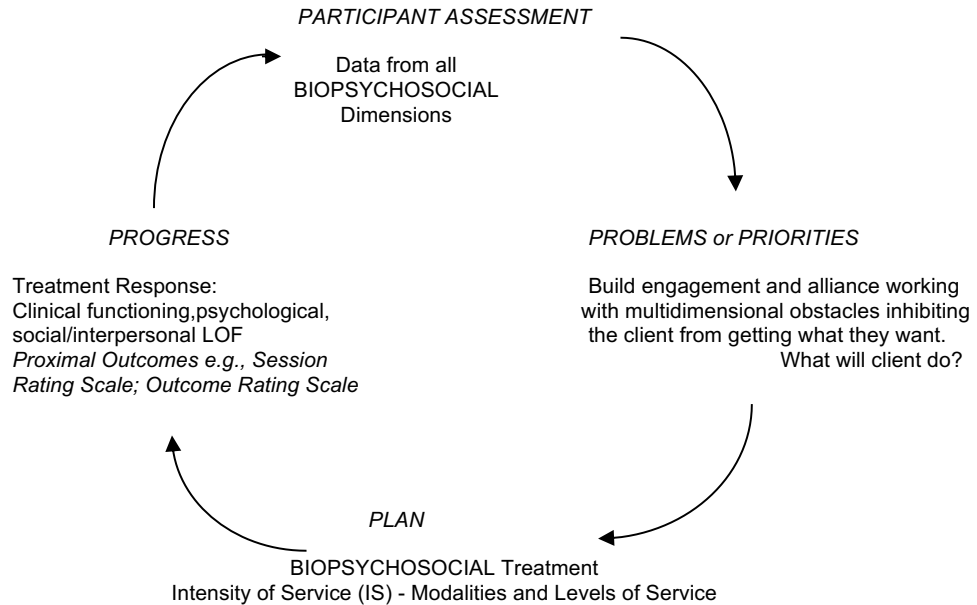 PARTICIPANT ASSESSMENT
Data from all
BIOPSYCHOSOCIAL
Dimensions
PROGRESS
Treatment Response:
Clinical functioning,psychological,
social/interpersonal LOF
Proximal Outcomes e.g., Session
Rating Scale; Outcome Rating Scale
PROBLEMS or PRIORITIES
Build engagement and alliance working
with multidimensional obstacles inhibiting
the client from getting what they want.
What will client do?
PLAN
BIOPSYCHOSOCIAL Treatment
Intensity of Service (IS) - Modalities and Levels of Service